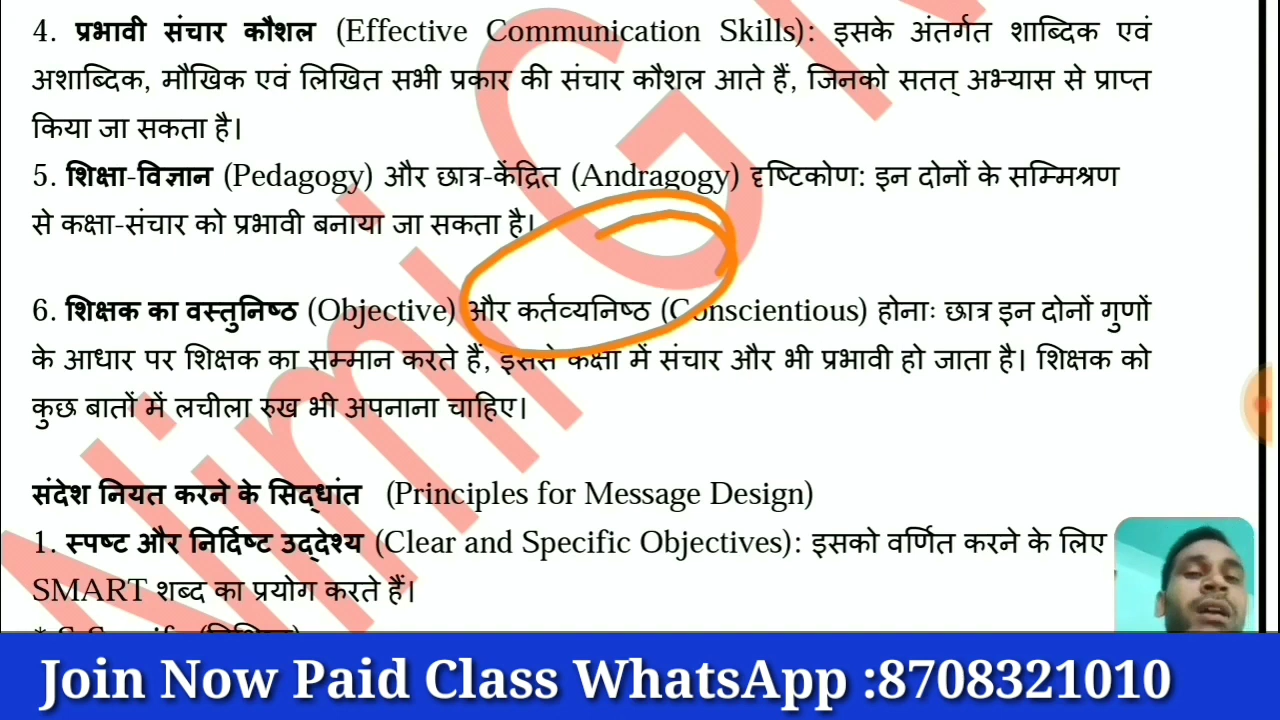 4. प्रभावी संचार कौशल (Effective Communication Skills): इसके अंतर्गत शाब्दिक एवं
अशाब्दिक, मौखिक एवं लिखित सभी प्रकार की संचार कौशल आते हैं, जिनको सतत् अभ्यास से प्राप्त
किया जा सकता है।
5. शिक्षा-विज्ञान (Pedagogy) और छात्र-केंद्रित (Andragogy) दृष्टिकोण: इन दोनों के सम्मिश्रण
से कक्षा-संचार को प्रभावी बनाया जा सकता है।
6. शिक्षक का वस्तुनिष्ठ (Objective) और कर्तव्यनिष्ठ (Conscientious) होनाः छात्र इन दोनों गुणों
के आधार पर शिक्षक का सम्मान करते हैं, इससे कक्षा में संचार और भी प्रभावी हो जाता है। शिक्षक को
कुछ बातों में लचीला रुख भी अपनाना चाहिए।
संदेश नियत करने के सिद्धांत (Principles for Message Design)
1. स्पष्ट और निर्दिष्ट उद्देश्य (Clear and Specific Objectives): इसको वर्णित करने के लिए
SMART शब्द का प्रयोग करते हैं।
Join Now Paid Class WhatsApp :8708321010